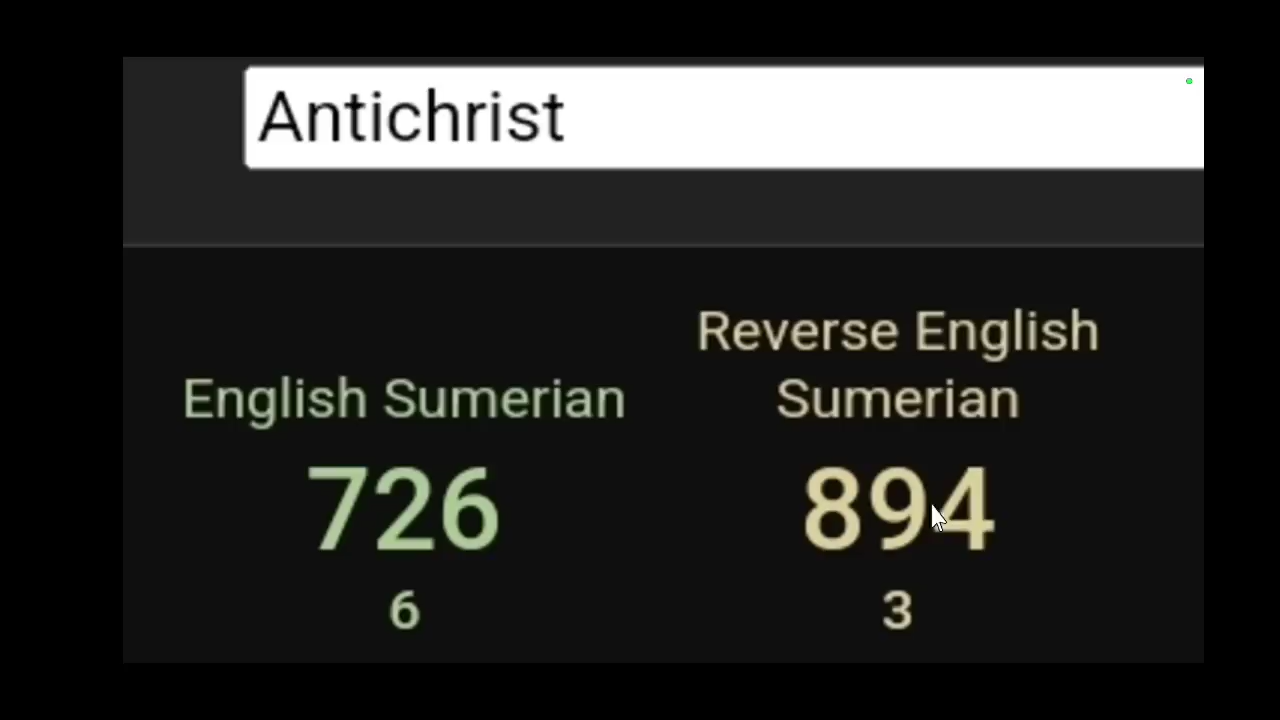 Antichrist
English Sumerian
726
6
Reverse English
Sumerian
894
3